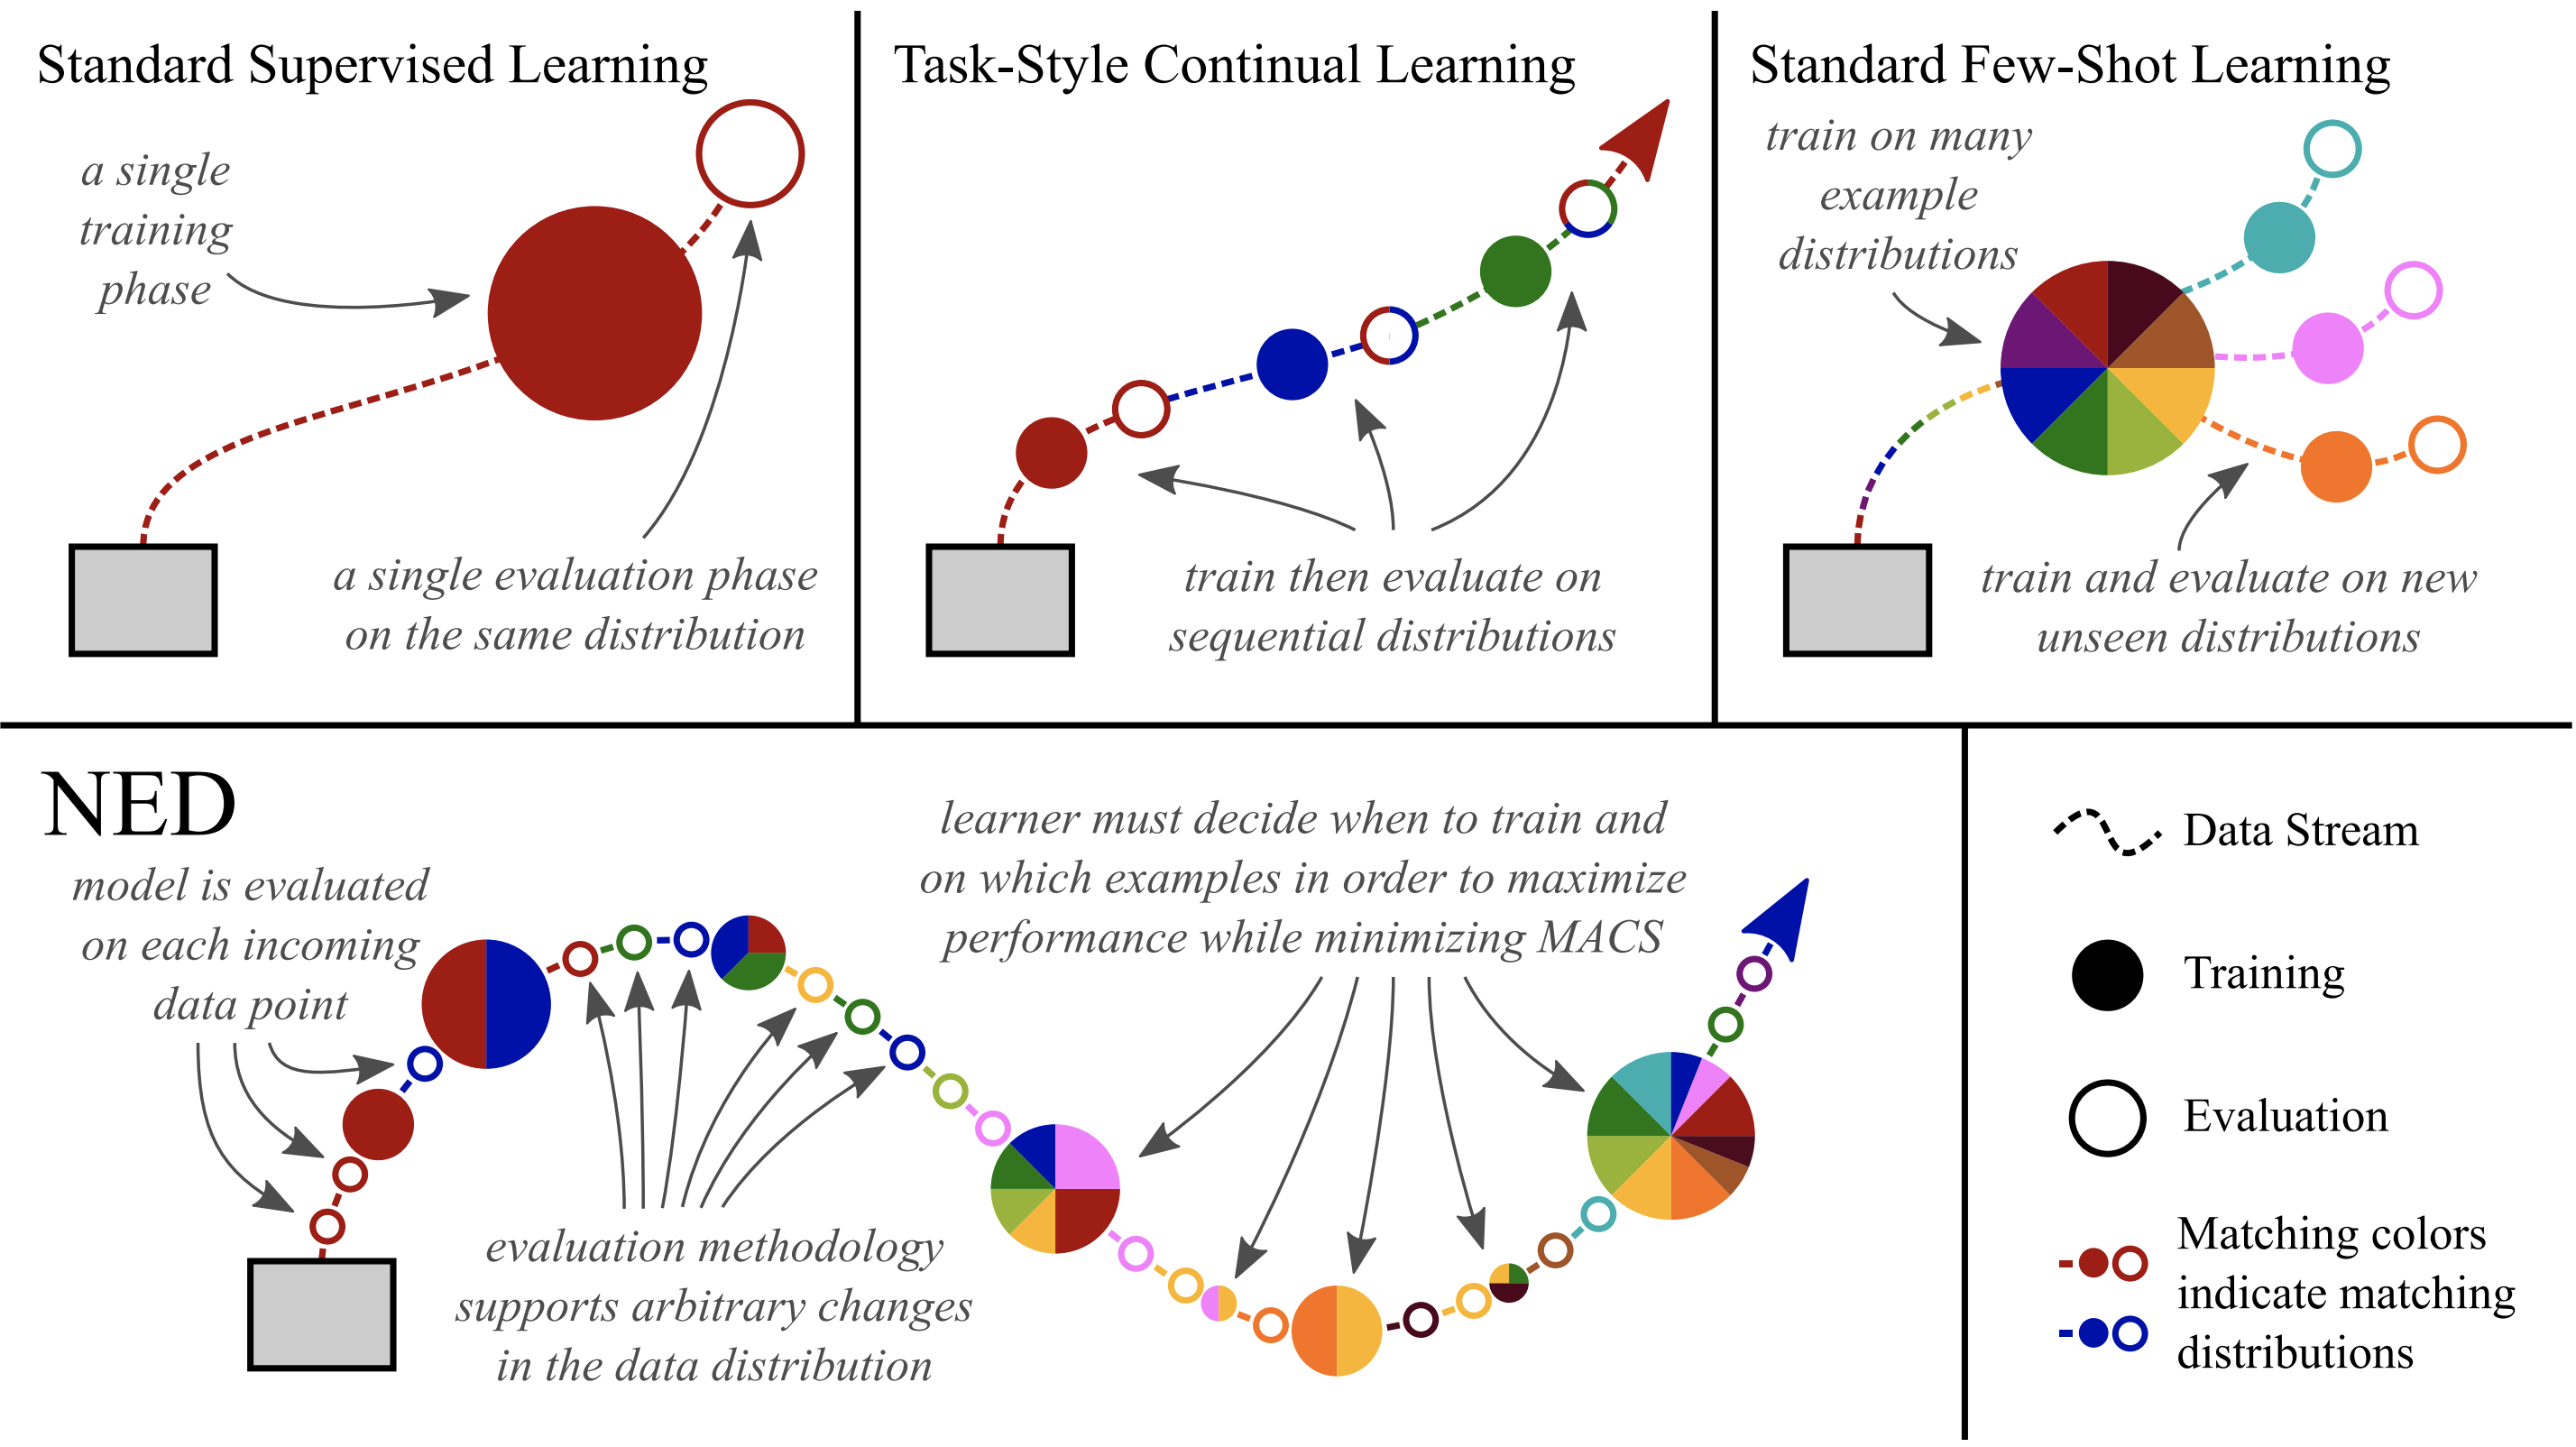 Standard Supervised Learning
a single
training
phase
a single evaluation phase
on the same distribution
Task-Style Continual Learning
train then evaluate on
sequential distributions
Standard Few-Shot Learning
train on many
example
distributions
train and evaluate on new
unseen distributions
NED
model is evaluated
on each incoming
data point
learner must decide when to train and
on which examples in order to maximize
performance while minimizing MACS
evaluation methodology
supports arbitrary changes
in the data distribution
Data Stream
Training
Evaluation
Matching colors
indicate matching
distributions